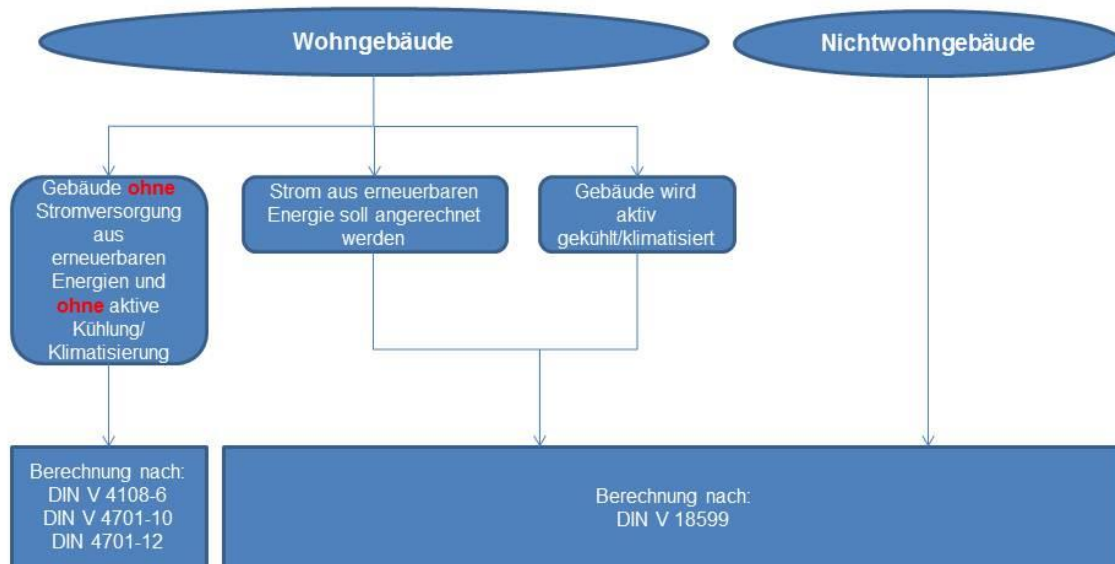 Wohngebäude
Nichtwohngebäude
Gebäude ohne
Stromversorgung
aus
erneuerbaren
Energien und
ohne aktive
Kühlung/
Klimatisierung
Strom aus erneuerbaren
Energie soll angerechnet
werden
Gebäude wird
aktiv
gekühlt/klimatisiert
Berechnung nach:
DIN V 4108-6
DIN V 4701-10
DIN 4701-12
Berechnung nach:
DIN V 18599